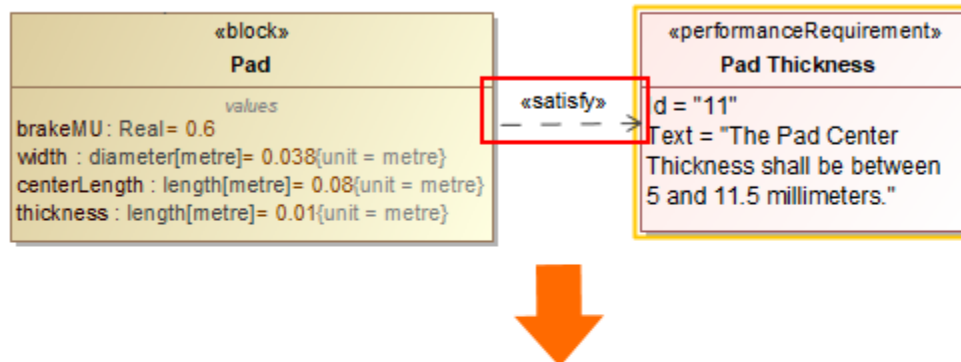 «block»
Pad
values
brakeMU : Real= 0.6
width : diameter[metre]= 0.038{unit = metre}
centerLength : length[metre]= 0.08{unit = metre}
thickness : length[metre]= 0.01{unit = metre}
«satisfy»
«performanceRequirement»
Pad Thickness
d = "11"
Text = "The Pad Center
Thickness shall be between
5 and 11.5 millimeters."